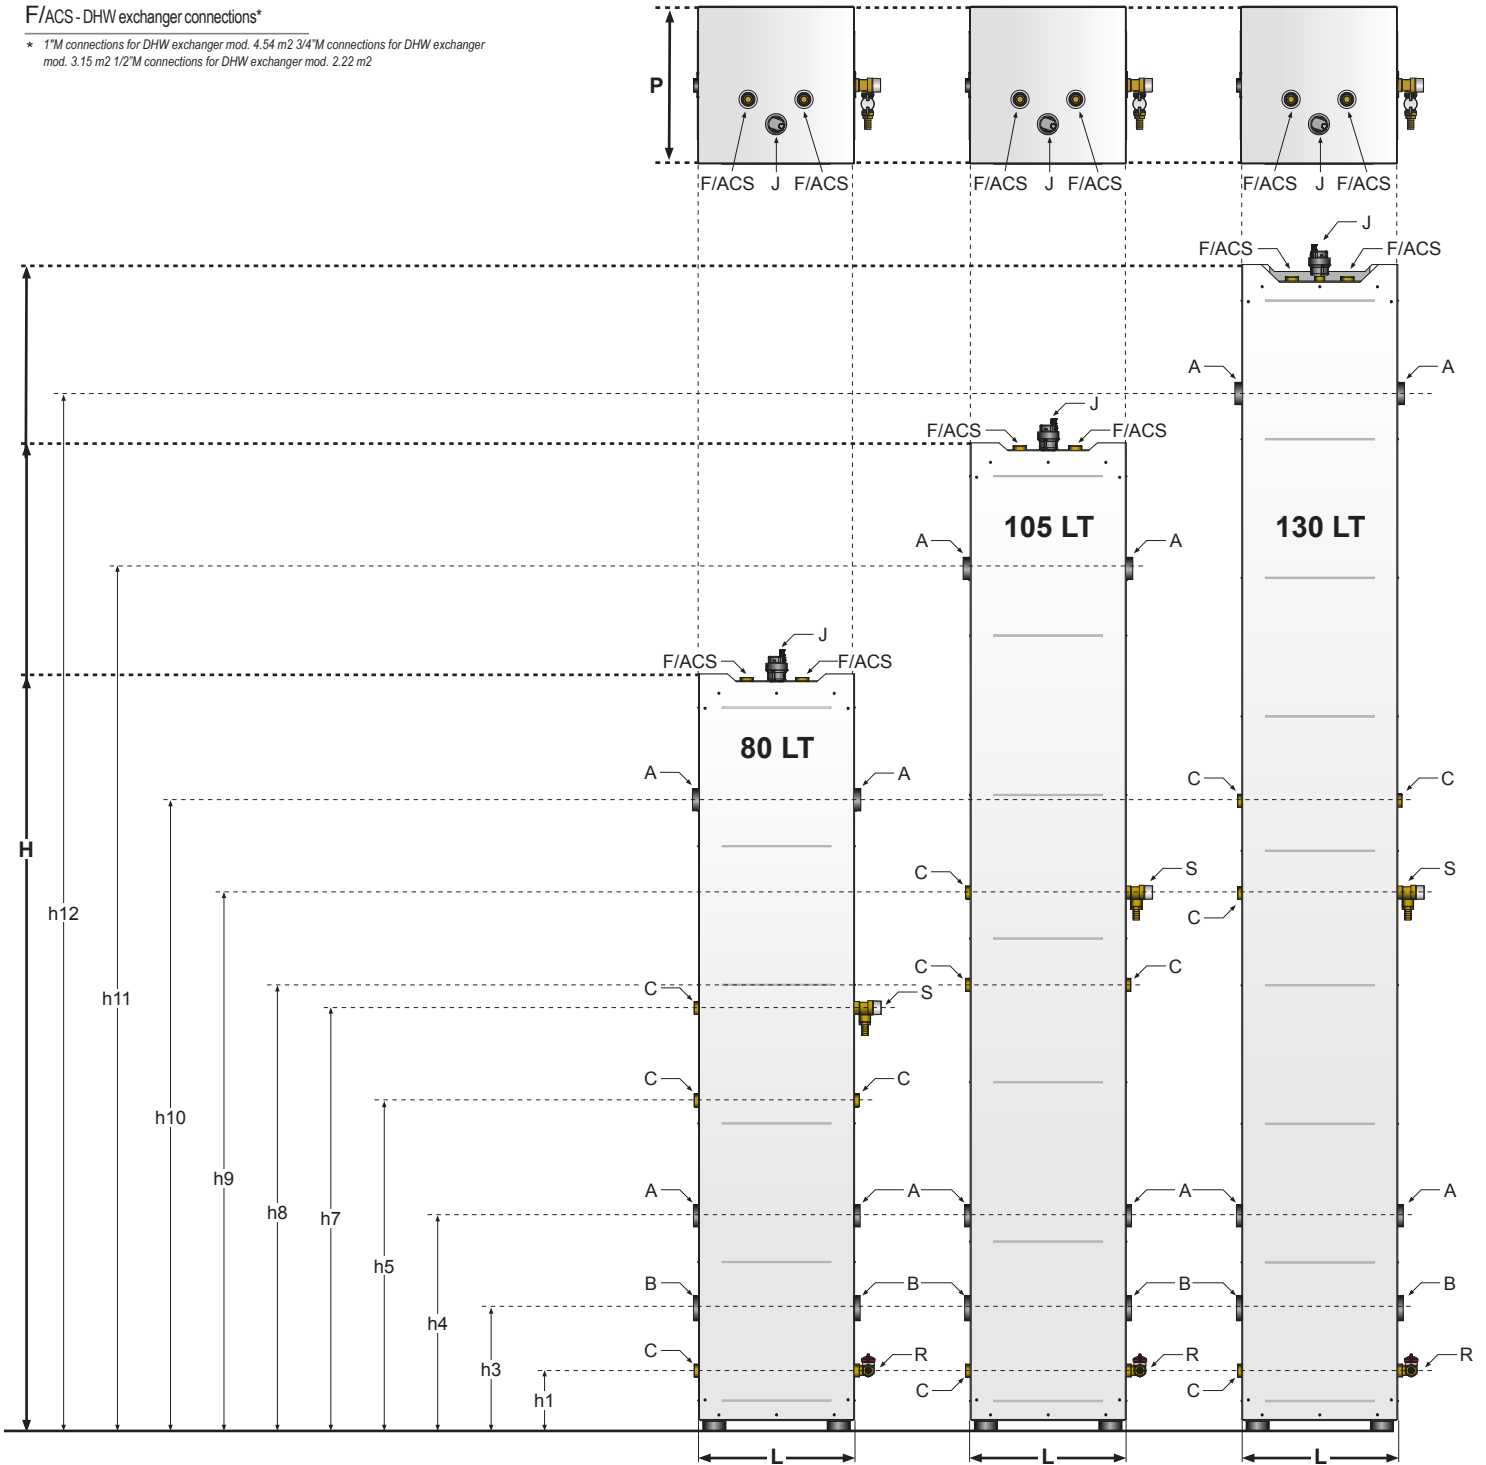 F/ACS - DHW exchanger connections*
* 1"M connections for DHW exchanger mod. 4.54 m2 3/4"M connections for DHW exchanger
mod. 3.15 m2 1/2"M connections for DHW exchanger mod. 2.22 m2
P
F/ACS J F/ACS F/ACS J F/ACS F/ACS J F/ACS
J
F/ACS F/ACS
A A
J
F/ACS F/ACS
105 LT 130 LT
A A
J
F/ACS F/ACS
80 LT
A A C C
H
C S S
h12 C
C C
h11 C S
C C
h10
h9
A A A A
h8
h7
h5
B B B B
h4
C R R R
h3
C C
h1
L L L